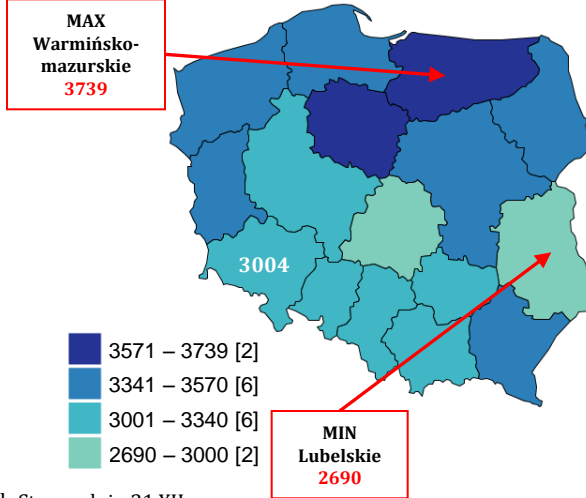 MAX
Warmińsko-
mazurskie
3739
3004
3571 – 3739 [2]
3341 – 3570 [6]
3001 – 3340 [6]
2690 – 3000 [2]
MIN
Lubelskie
2690